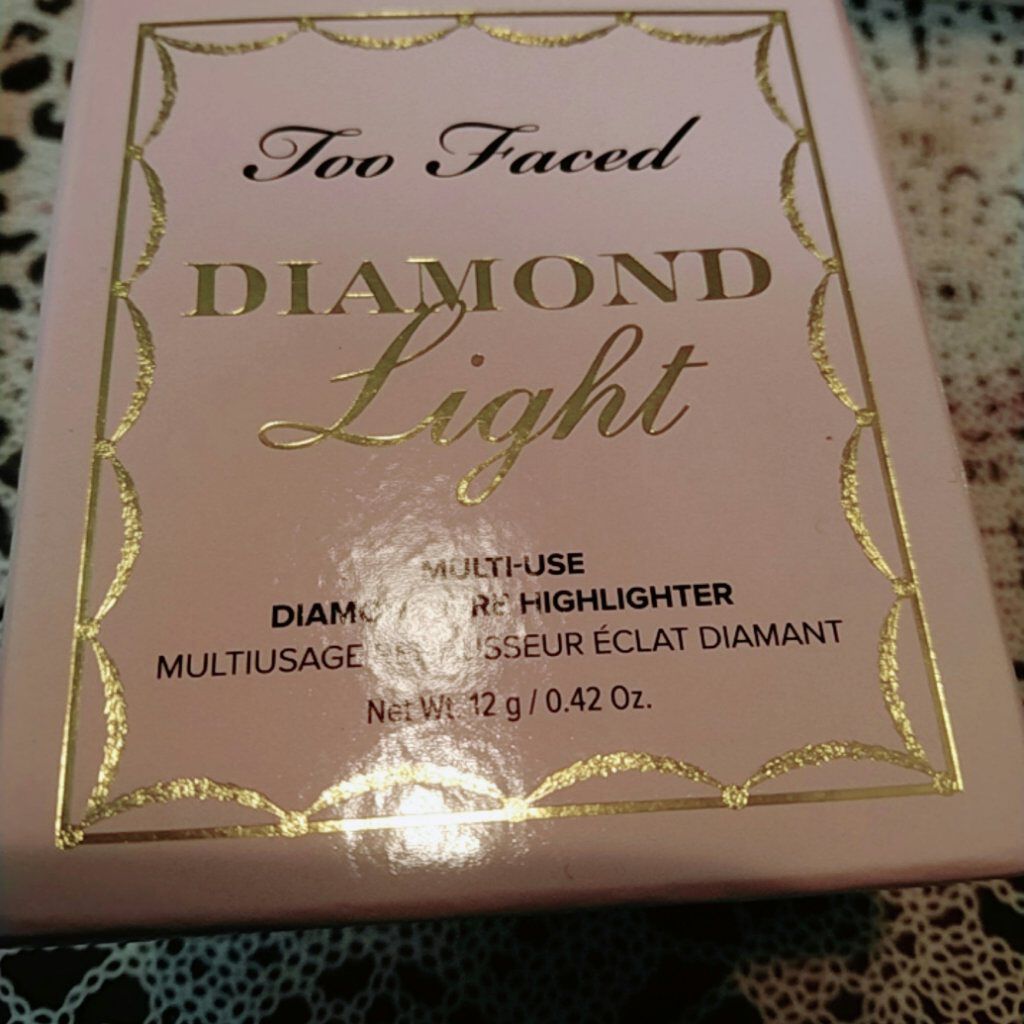 Too Faced
DIAMOND
Light
MULTI-USE
HIGHLIGHTER
MULTIUSAGE ÉCLAT DIAMANT
Net Wt. 12 g / 0.42 Oz.